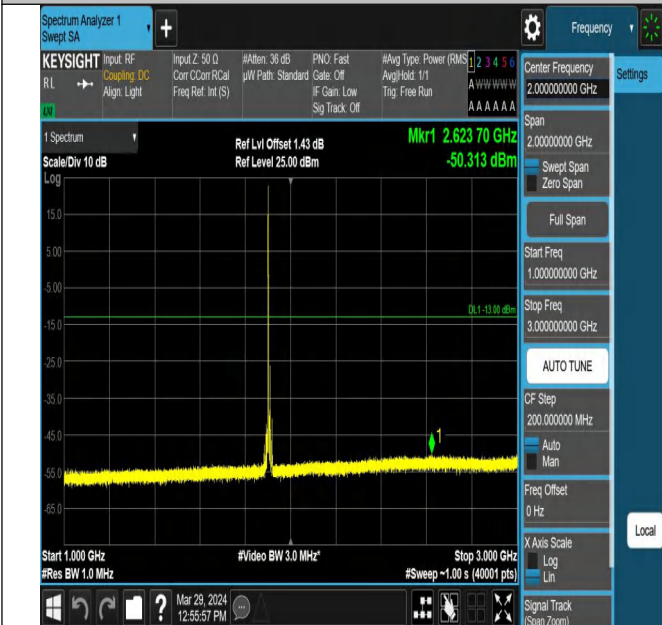 Spectrum Analyzer 1
Swept SA
+
Frequency
KEYSIGHT
RL
LXI
Input: RF
Coupling: DC
Align: Light
Input Z: 50 Ω
Corr CCorr RCal
Freq Ref: Int (S)
#Atten: 36 dB
µW Path: Standard
PNO: Fast
Gate: Off
IF Gain: Low
Sig Track: Off
#Avg Type: Power (RMS
Avg|Hold: 1/1
Trig: Free Run
1 2 3 4 5 6
A W W W W W
A A A A A A
Settings
Center Frequency
2.000000000 GHz
Span
2.00000000 GHz
Swept Span
Zero Span
Full Span
Start Freq
1.000000000 GHz
Stop Freq
3.000000000 GHz
AUTO TUNE
CF Step
200.000000 MHz
Auto
Man
Freq Offset
0 Hz
X Axis Scale
Log
Lin
Signal Track
(Span Zoom)
Local
1 Spectrum
Scale/Div 10 dB
Log
Ref Lvl Offset 1.43 dB
Ref Level 25.00 dBm
Mkr1 2.623 70 GHz
-50.313 dBm
15.0
5.00
-5.00
-15.0
-25.0
-35.0
-45.0
-55.0
-65.0
DL1 -13.00 dBm
1
Start 1.000 GHz
#Res BW 1.0 MHz
#Video BW 3.0 MHz*
Stop 3.000 GHz
#Sweep ~1.00 s (40001 pts)
?
Mar 29, 2024
12:55:57 PM